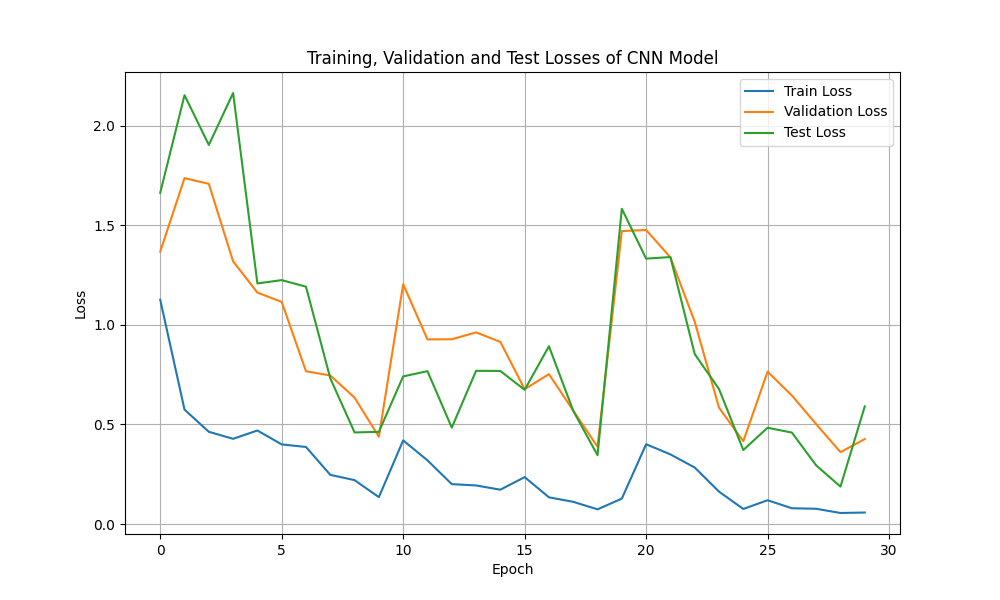 Training, Validation and Test Losses of CNN Model
Train Loss
Validation Loss
Test Loss
2.0
1.5
1.0
0.5
0.0
Loss
0 5 10 15 20 25 30
Epoch